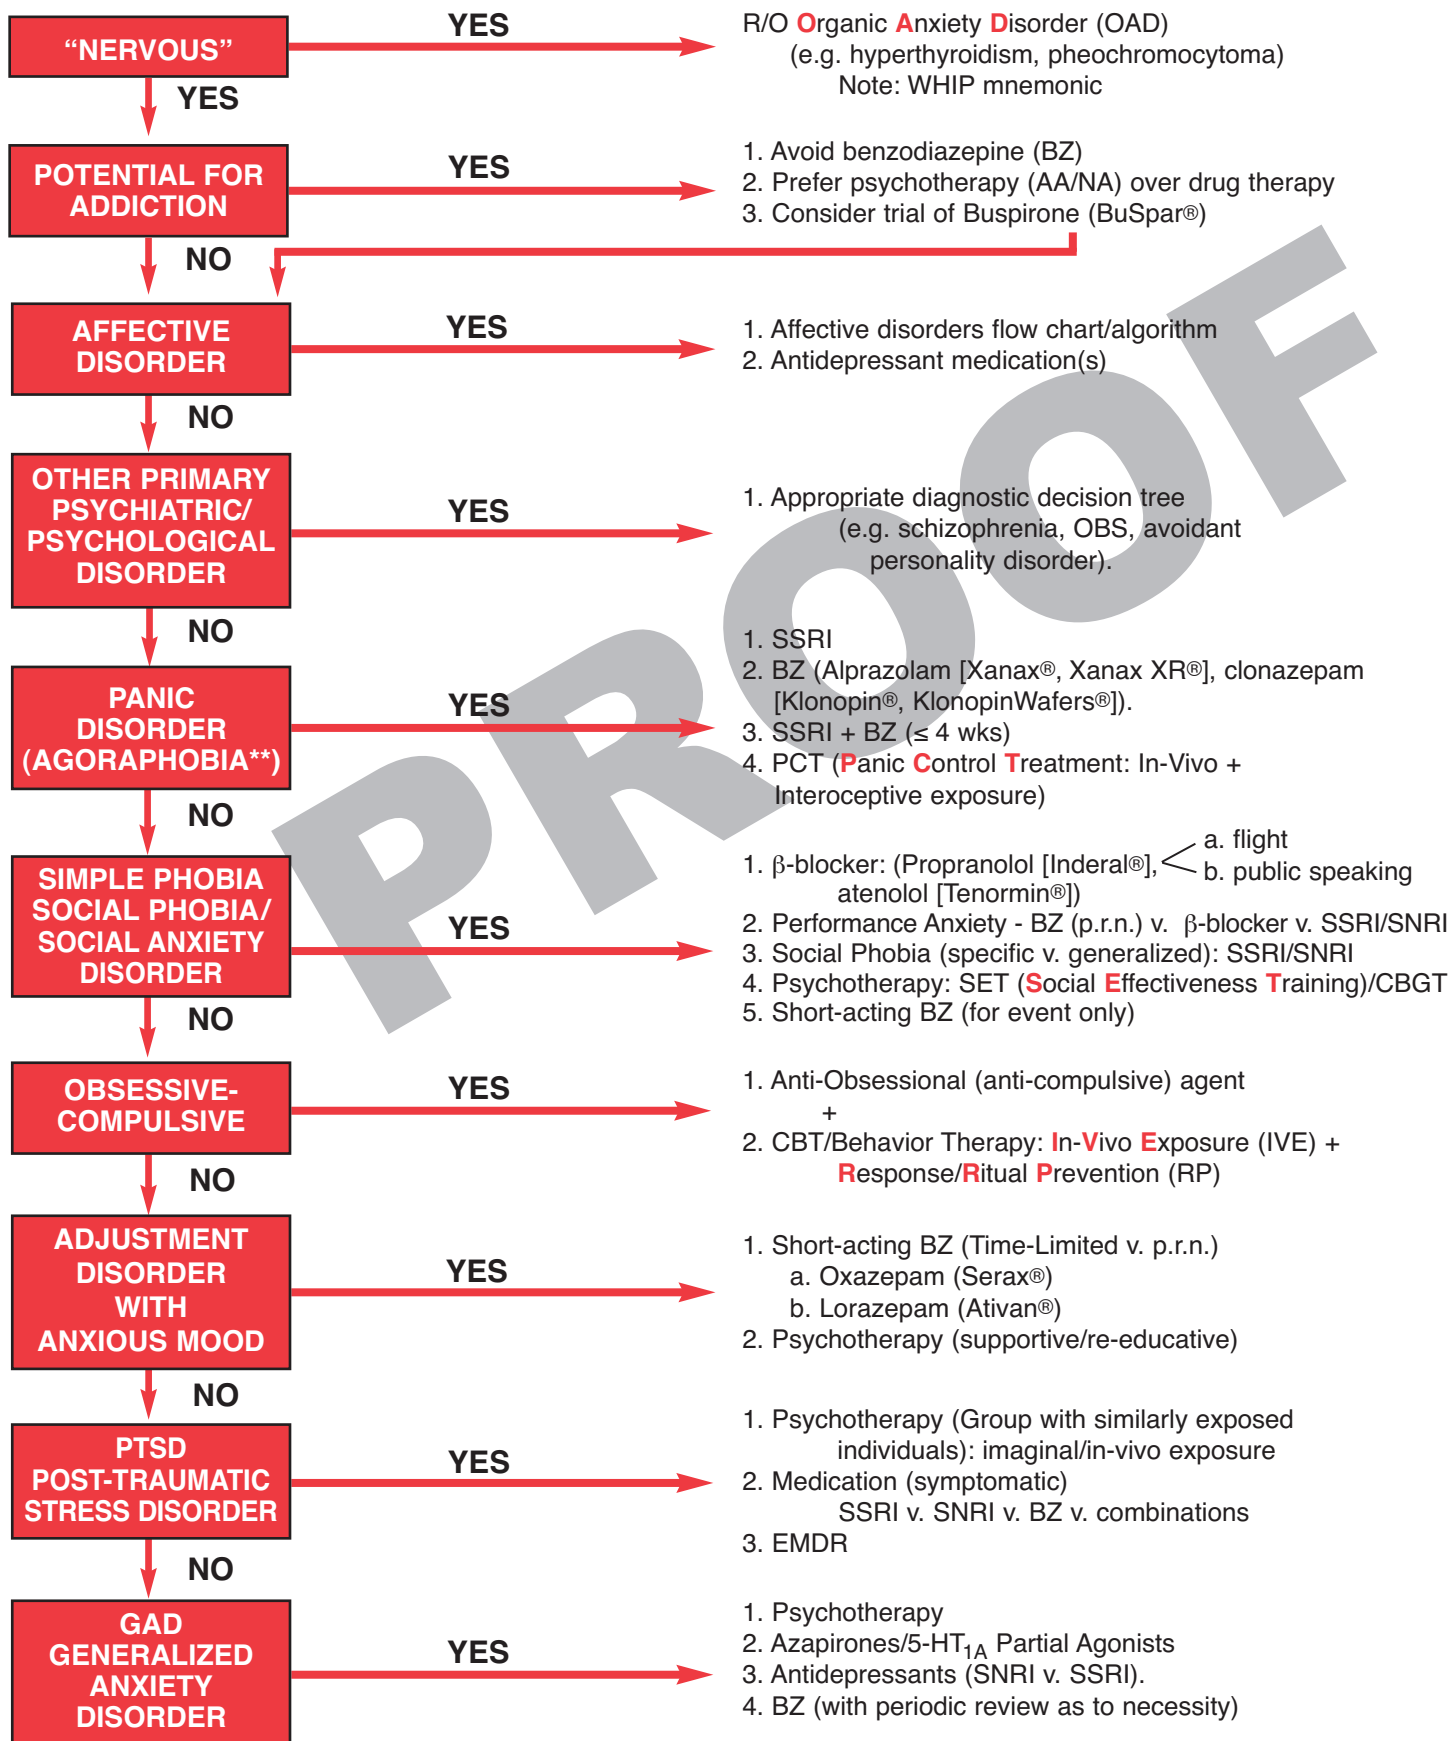 “NERVOUS”
YES
R/O Organic Anxiety Disorder (OAD)
(e.g. hyperthyroidism, pheochromocytoma)
Note: WHIP mnemonic
YES
POTENTIAL FOR
ADDICTION
YES
1. Avoid benzodiazepine (BZ)
2. Prefer psychotherapy (AA/NA) over drug therapy
3. Consider trial of Buspirone (BuSpar®)
NO
AFFECTIVE
DISORDER
YES
1. Affective disorders flow chart/algorithm
2. Antidepressant medication(s)
NO
OTHER PRIMARY
PSYCHIATRIC/
PSYCHOLOGICAL
DISORDER
YES
1. Appropriate diagnostic decision tree
(e.g. schizophrenia, OBS, avoidant
personality disorder).
NO
PANIC
DISORDER
(AGORAPHOBIA**)
YES
1. SSRI
2. BZ (Alprazolam [Xanax®, Xanax XR®], clonazepam
[Klonopin®, KlonopinWafers®]).
3. SSRI + BZ (≤ 4 wks)
4. PCT (Panic Control Treatment: In-Vivo +
Interoceptive exposure)
NO
SIMPLE PHOBIA
SOCIAL PHOBIA/
SOCIAL ANXIETY
DISORDER
YES
1. β-blocker: (Propranolol [Inderal®],
atenolol [Tenormin®])
a. flight
b. public speaking
2. Performance Anxiety - BZ (p.r.n.) v. β-blocker v. SSRI/SNRI
3. Social Phobia (specific v. generalized): SSRI/SNRI
4. Psychotherapy: SET (Social Effectiveness Training)/CBGT
5. Short-acting BZ (for event only)
NO
OBSESSIVE-
COMPULSIVE
YES
1. Anti-Obsessional (anti-compulsive) agent
+
2. CBT/Behavior Therapy: In-Vivo Exposure (IVE) +
Response/Ritual Prevention (RP)
NO
ADJUSTMENT
DISORDER
WITH
ANXIOUS MOOD
YES
1. Short-acting BZ (Time-Limited v. p.r.n.)
a. Oxazepam (Serax®)
b. Lorazepam (Ativan®)
2. Psychotherapy (supportive/re-educative)
NO
PTSD
POST-TRAUMATIC
STRESS DISORDER
YES
1. Psychotherapy (Group with similarly exposed
individuals): imaginal/in-vivo exposure
2. Medication (symptomatic)
SSRI v. SNRI v. BZ v. combinations
3. EMDR
NO
GAD
GENERALIZED
ANXIETY
DISORDER
YES
1. Psychotherapy
2. Azapirones/5-HT1A Partial Agonists
3. Antidepressants (SNRI v. SSRI).
4. BZ (with periodic review as to necessity)
PROOF